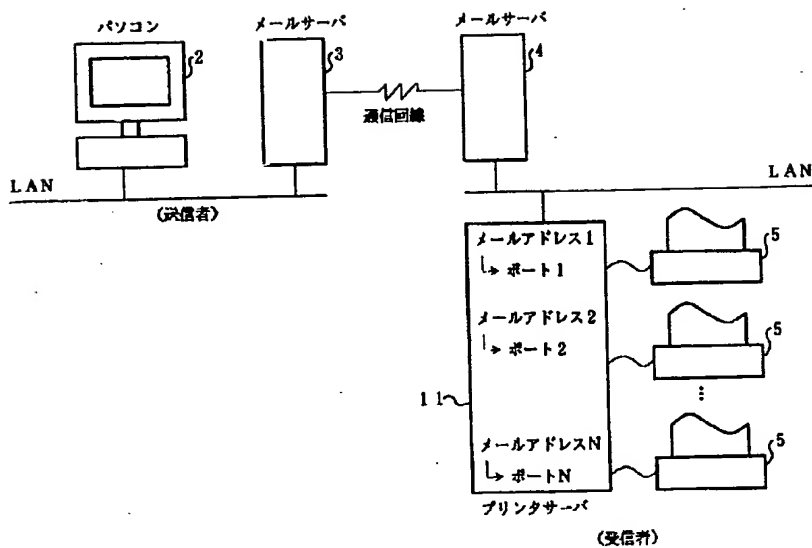 パソコン
2
メールサーバ
3
メールサーバ
4
通信回線
LAN
(送信者)
LAN
メールアドレス1
↳ ポート1
5
メールアドレス2
↳ ポート2
5
⋮
11
メールアドレスN
↳ ポートN
5
プリンタサーバ
(受信者)